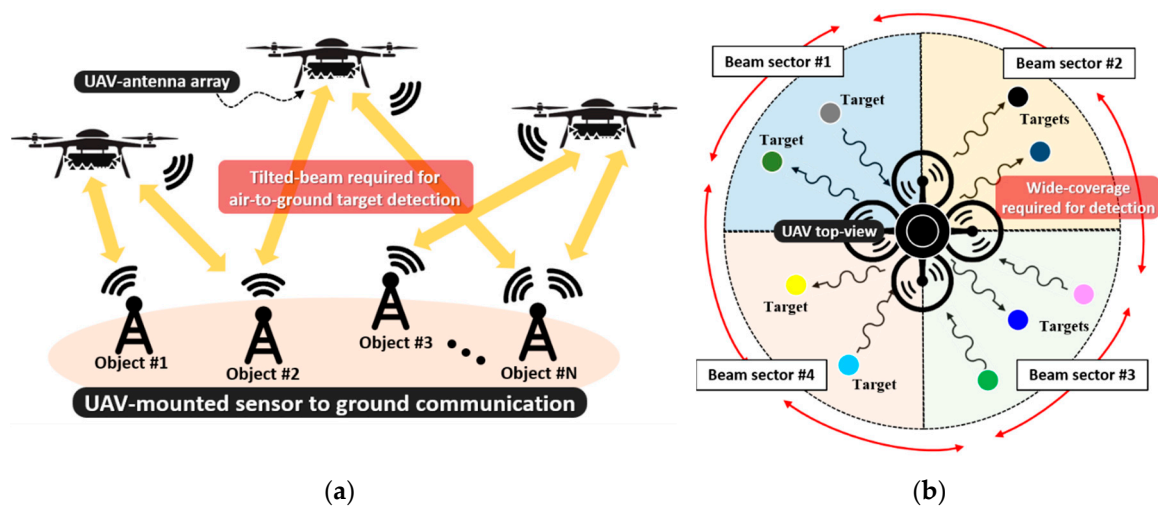 UAV-antenna array
Tilted-beam required for
air-to-ground target detection
Object #1
Object #2
Object #3
Object #N
UAV-mounted sensor to ground communication
(a)
Beam sector #1
Beam sector #2
Target
Target
Targets
Wide-coverage
required for detection
UAV top-view
Target
Targets
Beam sector #4
Target
Beam sector #3
(b)